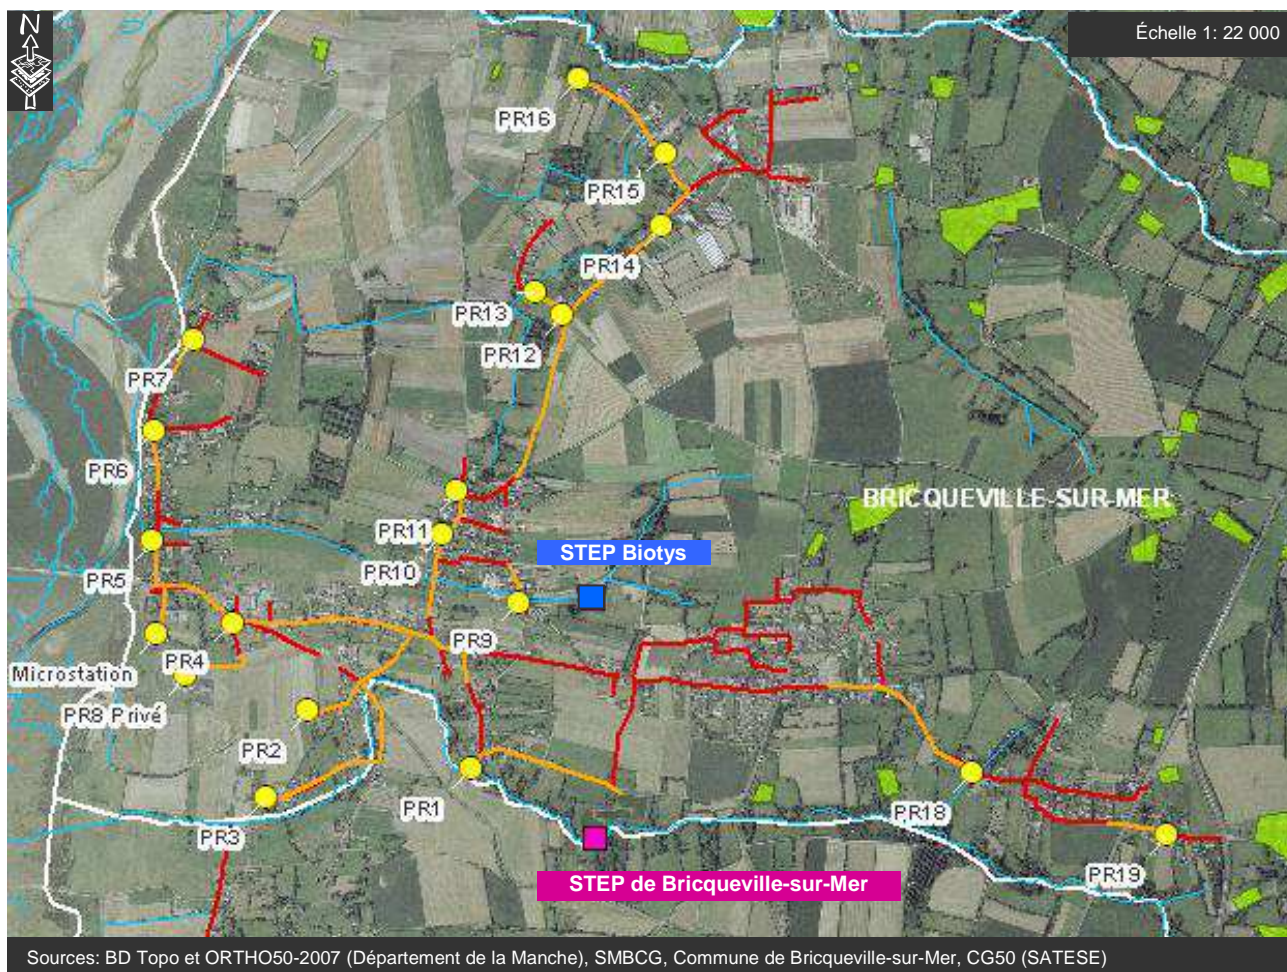 N
Échelle 1: 22 000
PR16
PR15
PR14
PR13
PR12
PR7
PR6
BRICQUEVILLE-SUR-MER
PR11
STEP Biotys
PR10
PR5
PR9
PR4
Microstation
PR8 Privé
PR2
PR1
PR18
PR3
PR19
STEP de Bricqueville-sur-Mer
Sources: BD Topo et ORTHO50-2007 (Département de la Manche), SMBCG, Commune de Bricqueville-sur-Mer, CG50 (SATESE)